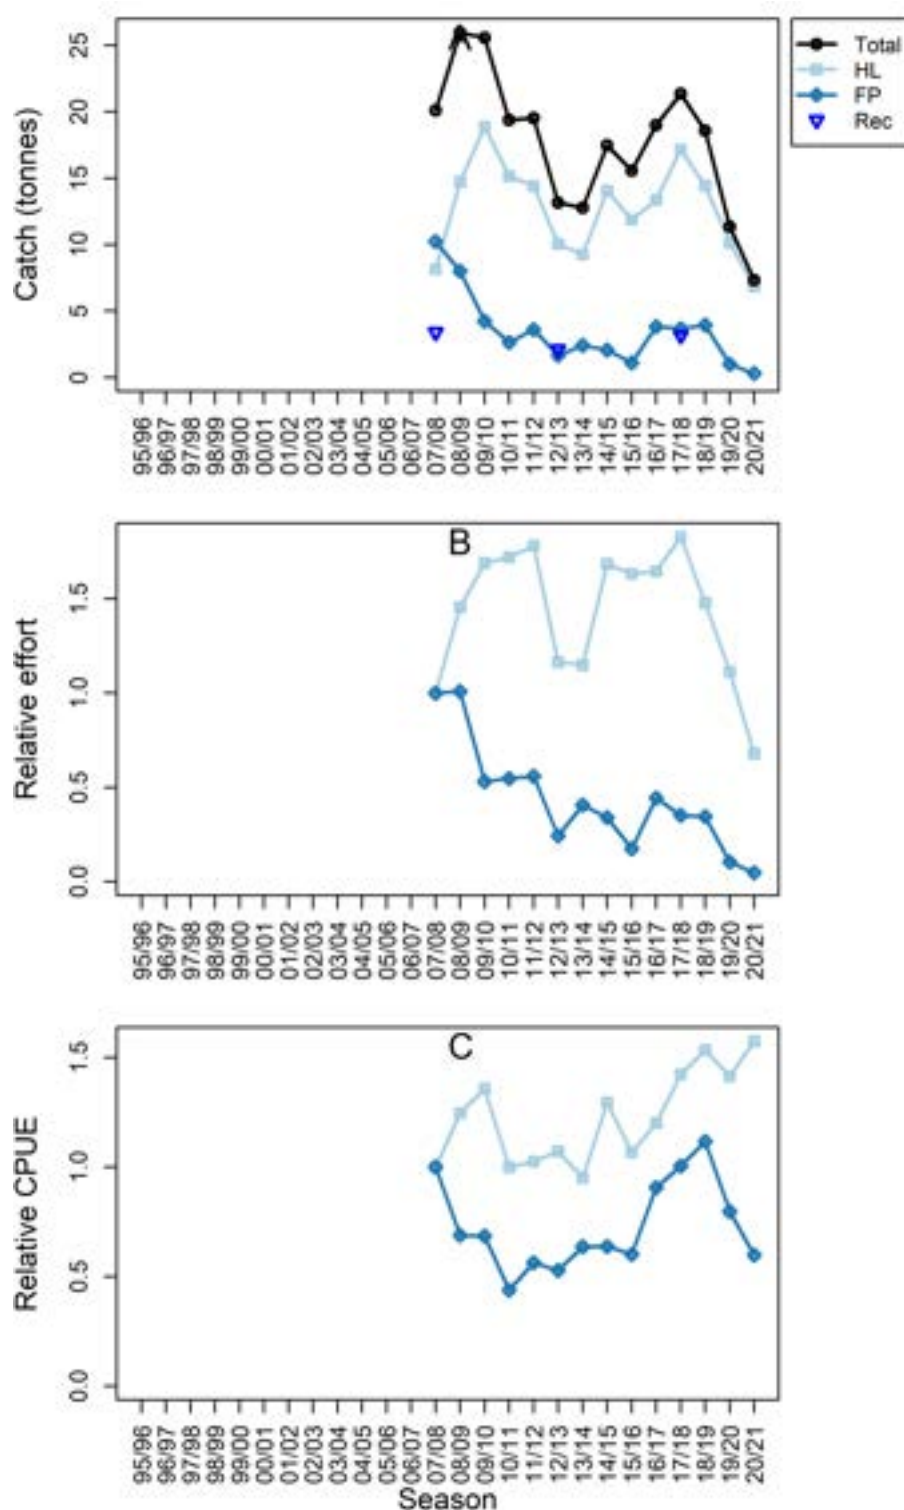 Total
HL
FP
Rec
Catch (tonnes)
25
20
15
10
5
0
95/96 96/97 97/98 98/99 99/00 00/01 01/02 02/03 03/04 04/05 05/06 06/07 07/08 08/09 09/10 10/11 11/12 12/13 13/14 14/15 15/16 16/17 17/18 18/19 19/20 20/21
B
Relative effort
1.5
1.0
0.5
0.0
95/96 96/97 97/98 98/99 99/00 00/01 01/02 02/03 03/04 04/05 05/06 06/07 07/08 08/09 09/10 10/11 11/12 12/13 13/14 14/15 15/16 16/17 17/18 18/19 19/20 20/21
C
Relative CPUE
1.5
1.0
0.5
0.0
95/96 96/97 97/98 98/99 99/00 00/01 01/02 02/03 03/04 04/05 05/06 06/07 07/08 08/09 09/10 10/11 11/12 12/13 13/14 14/15 15/16 16/17 17/18 18/19 19/20 20/21
Season